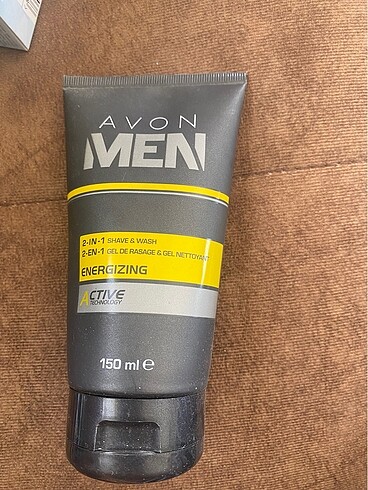 AVON
MEN
2-IN-1 SHAVE & WASH
2-EN-1 GEL DE RASAGE & GEL NETTOYANT
ENERGIZING
ACTIVE
TECHNOLOGY
150 ml e